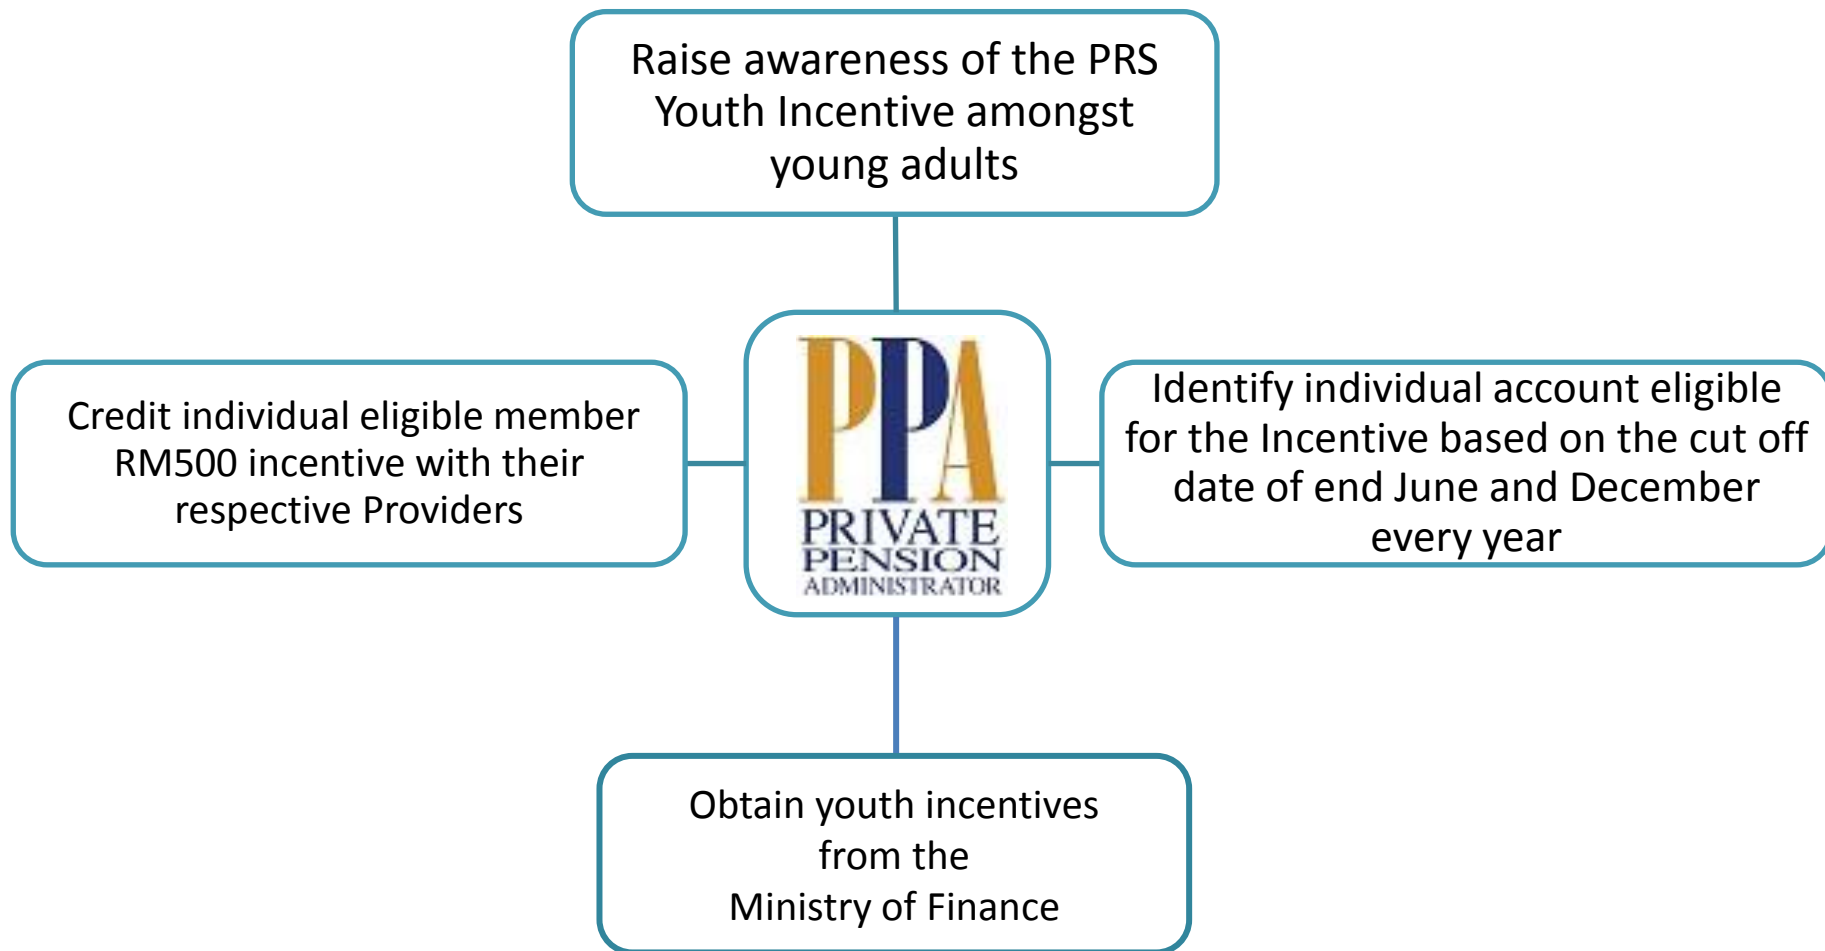 Raise awareness of the PRS
Youth Incentive amongst
young adults
Credit individual eligible member
RM500 incentive with their
respective Providers
PPA
PRIVATE
PENSION
ADMINISTRATOR
Identify individual account eligible
for the Incentive based on the cut off
date of end June and December
every year
Obtain youth incentives
from the
Ministry of Finance